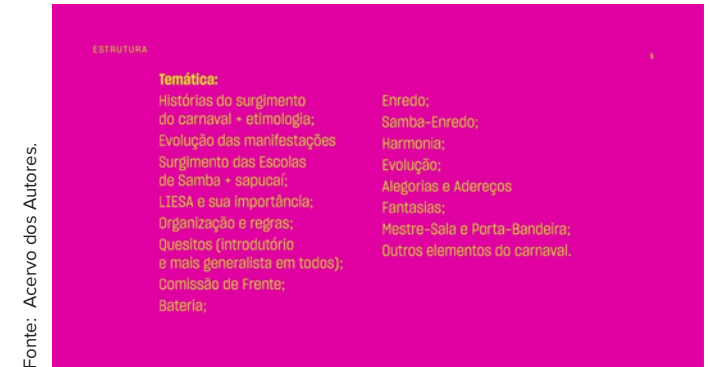 ESTRUTURA
5
Temática:
Histórias do surgimento
do carnaval + etimologia;
Evolução das manifestações
Surgimento das Escolas
de Samba + sapucaí;
LIESA e sua importância;
Organização e regras;
Quesitos (introdutório
e mais generalista em todos);
Comissão de Frente;
Bateria;
Enredo;
Samba-Enredo;
Harmonia;
Evolução;
Alegorias e Adereços
Fantasias;
Mestre-Sala e Porta-Bandeira;
Outros elementos do carnaval.
Fonte: Acervo dos Autores.